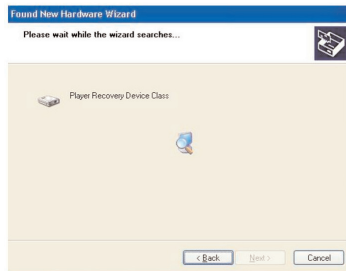 Found New Hardware Wizard
Please wait while the wizard searches...
Player Recovery Device Class
< Back
Next >
Cancel